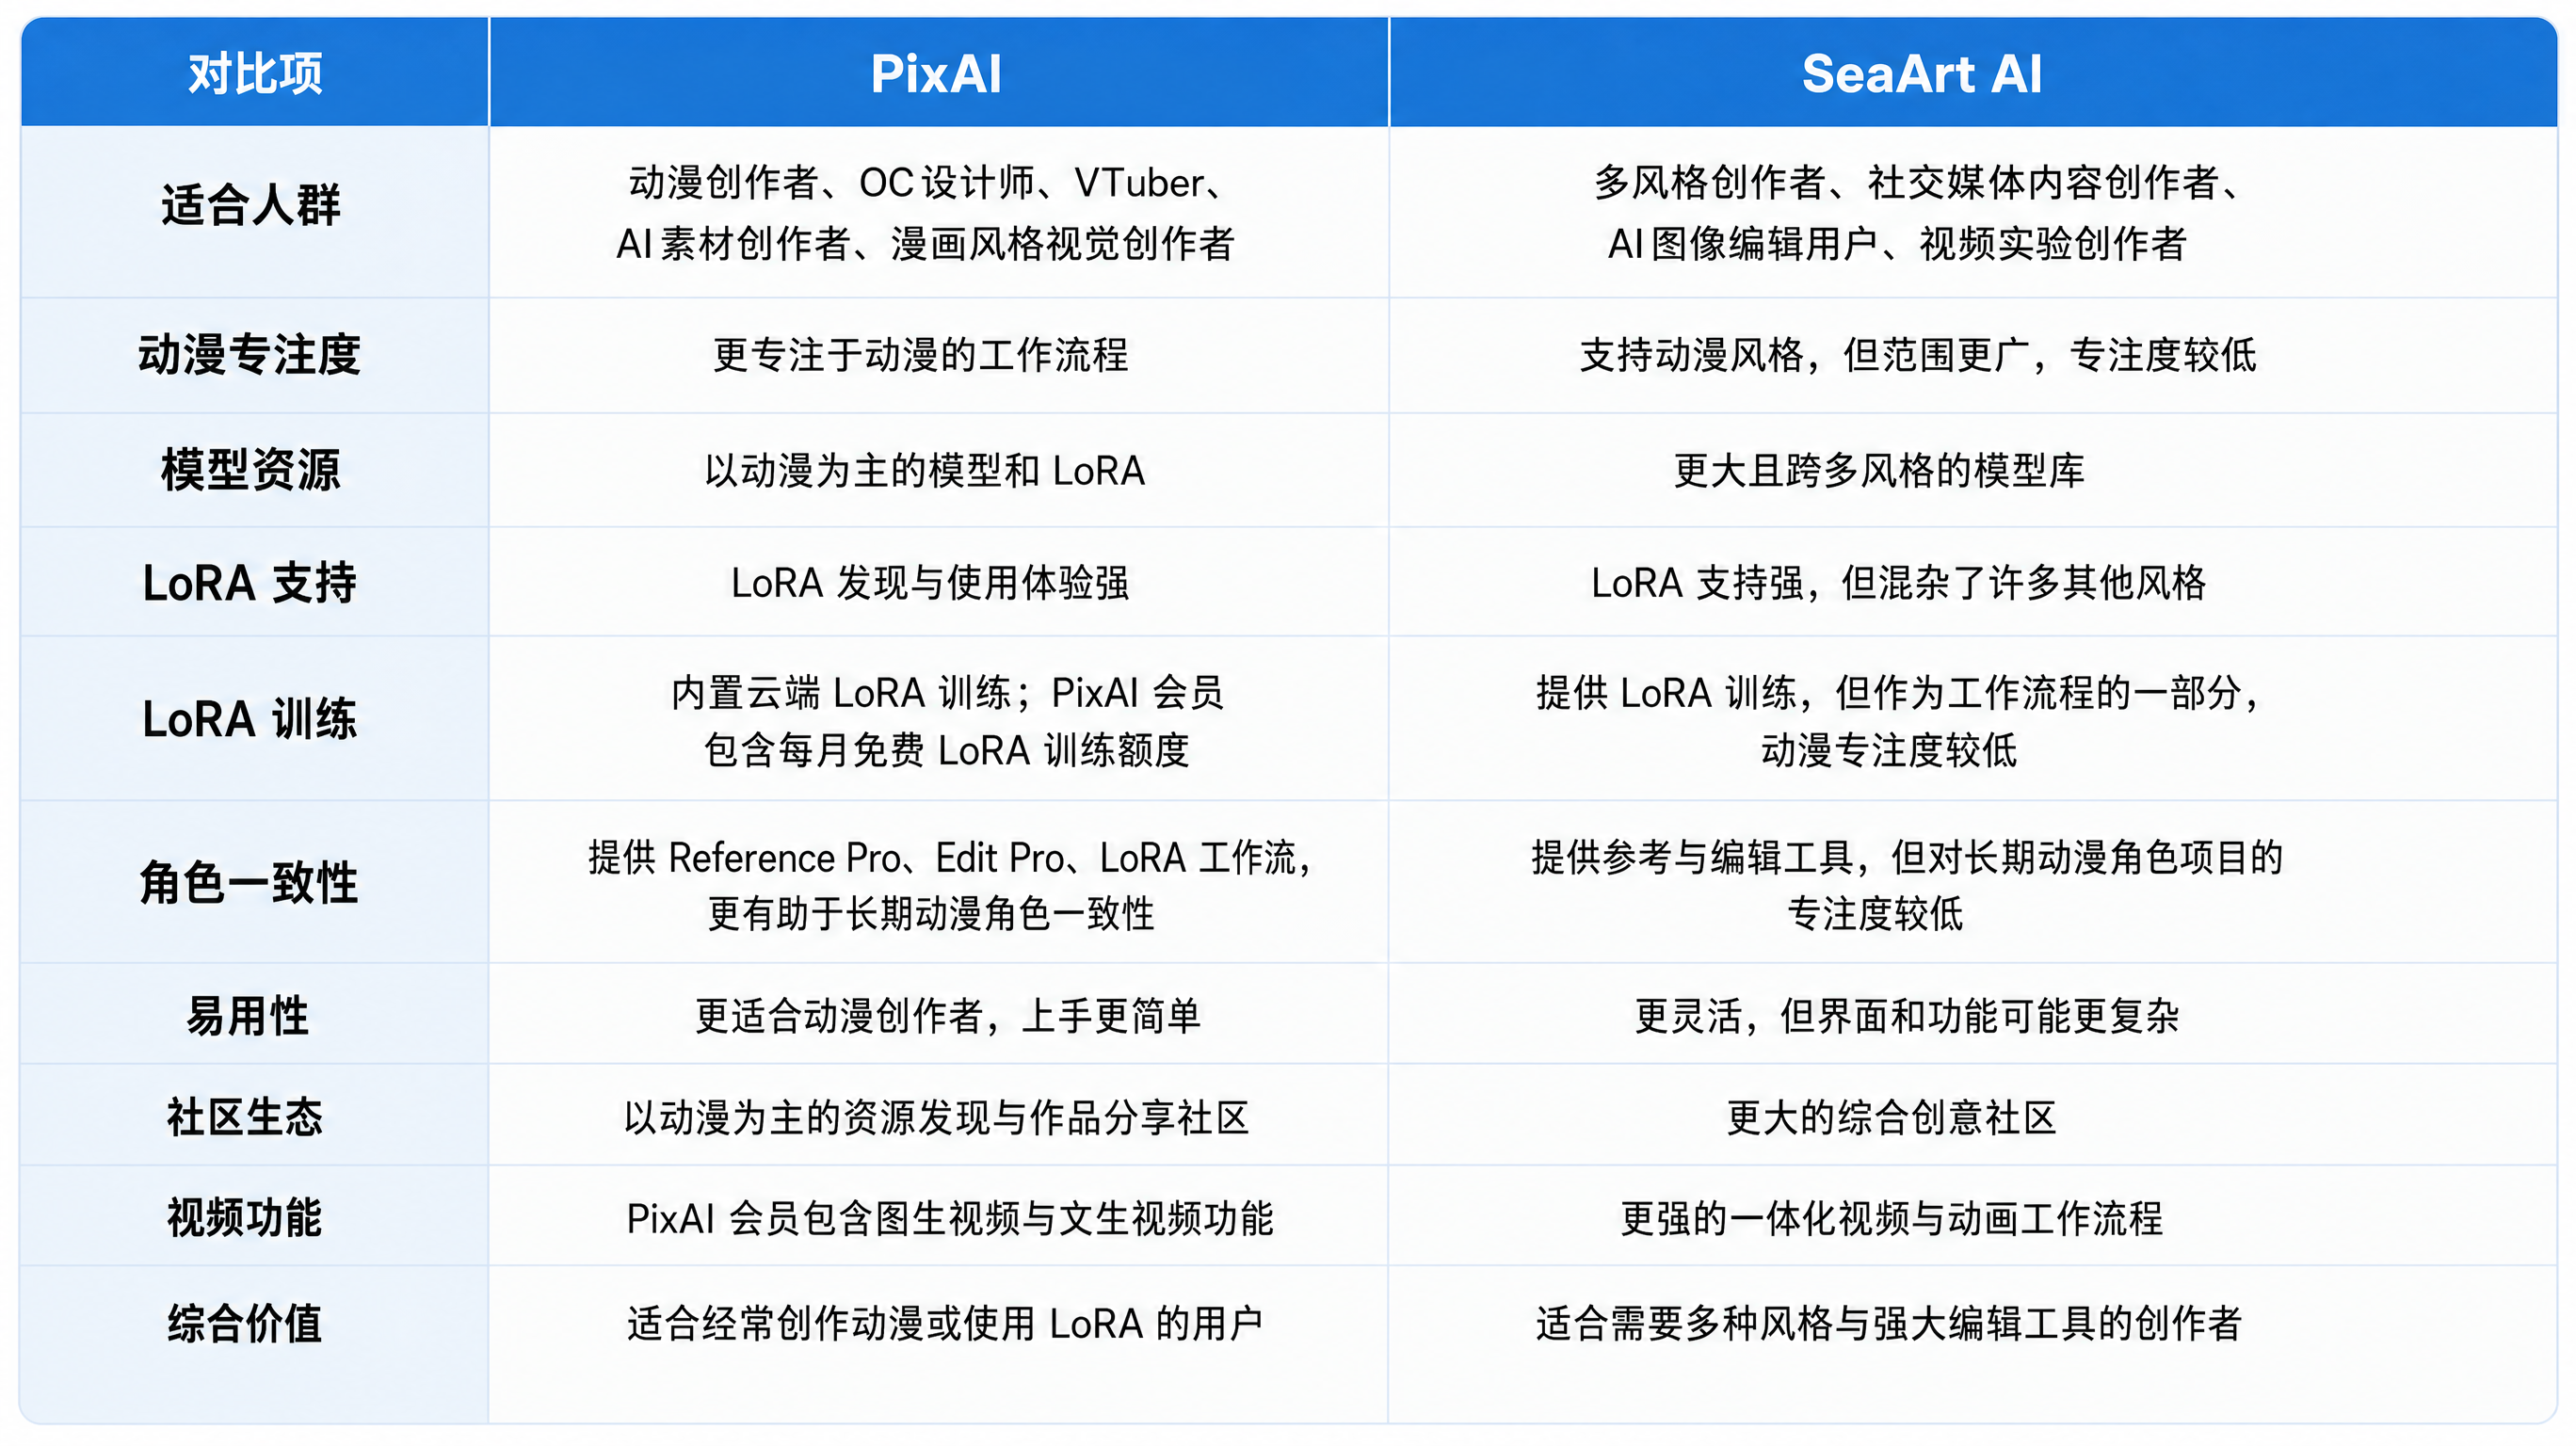 对比项 PixAI SeaArt AI
适合人群
动漫创作者、OC设计师、VTuber、
AI素材创作者、漫画风格视觉创作者
多风格创作者、社交媒体内容创作者、
AI图像编辑用户、视频实验创作者
动漫专注度 更专注于动漫的工作流程 支持动漫风格，但范围更广，专注度较低
模型资源 以动漫为主的模型和 LoRA 更大且跨多风格的模型库
LoRA 支持 LoRA 发现与使用体验强 LoRA 支持强，但混杂了许多其他风格
LoRA 训练
内置云端 LoRA 训练；PixAI 会员
包含每月免费 LoRA 训练额度
提供 LoRA 训练，但作为工作流程的一部分，
动漫专注度较低
角色一致性
提供 Reference Pro、Edit Pro、LoRA 工作流，
更有助于长期动漫角色一致性
提供参考与编辑工具，但对长期动漫角色项目的
专注度较低
易用性 更适合动漫创作者，上手更简单 更灵活，但界面和功能可能更复杂
社区生态 以动漫为主的资源发现与作品分享社区 更大的综合创意社区
视频功能 PixAI 会员包含图生视频与文生视频功能 更强的一体化视频与动画工作流程
综合价值 适合经常创作动漫或使用 LoRA 的用户 适合需要多种风格与强大编辑工具的创作者